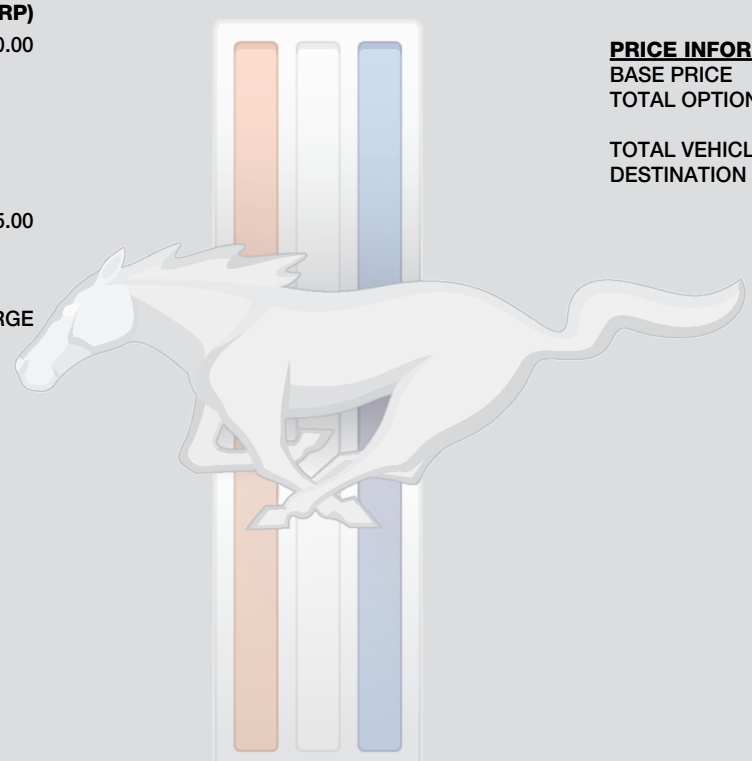 RP)
0.00
5.00
RGE
PRICE INFOR
BASE PRICE
TOTAL OPTION
TOTAL VEHICL
DESTINATION